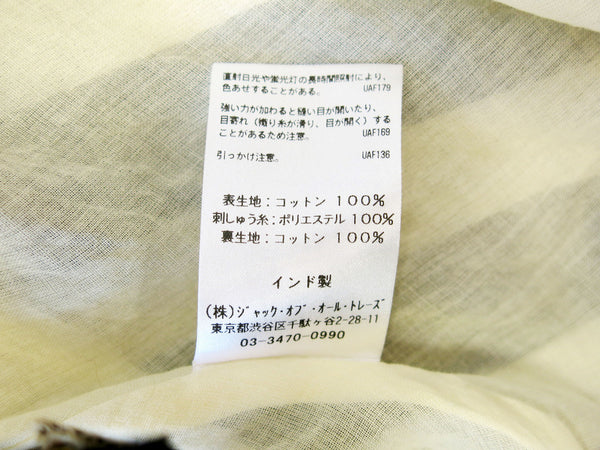 直射日光や蛍光灯の長時間照射により、
色あせすることがある。 UAF179
強い力が加わると縫い目が開いたり、
目寄れ（織り糸が滑り、目が開く）する
ことがあるため注意。 UAF169
引っかけ注意。 UAF136
表生地：コットン 100%
刺しゅう糸：ポリエステル 100%
裏生地：コットン 100%
インド製
(株)ジャック・オブ・オール・トレーズ
東京都渋谷区千駄ヶ谷2-28-11
03-3470-0990